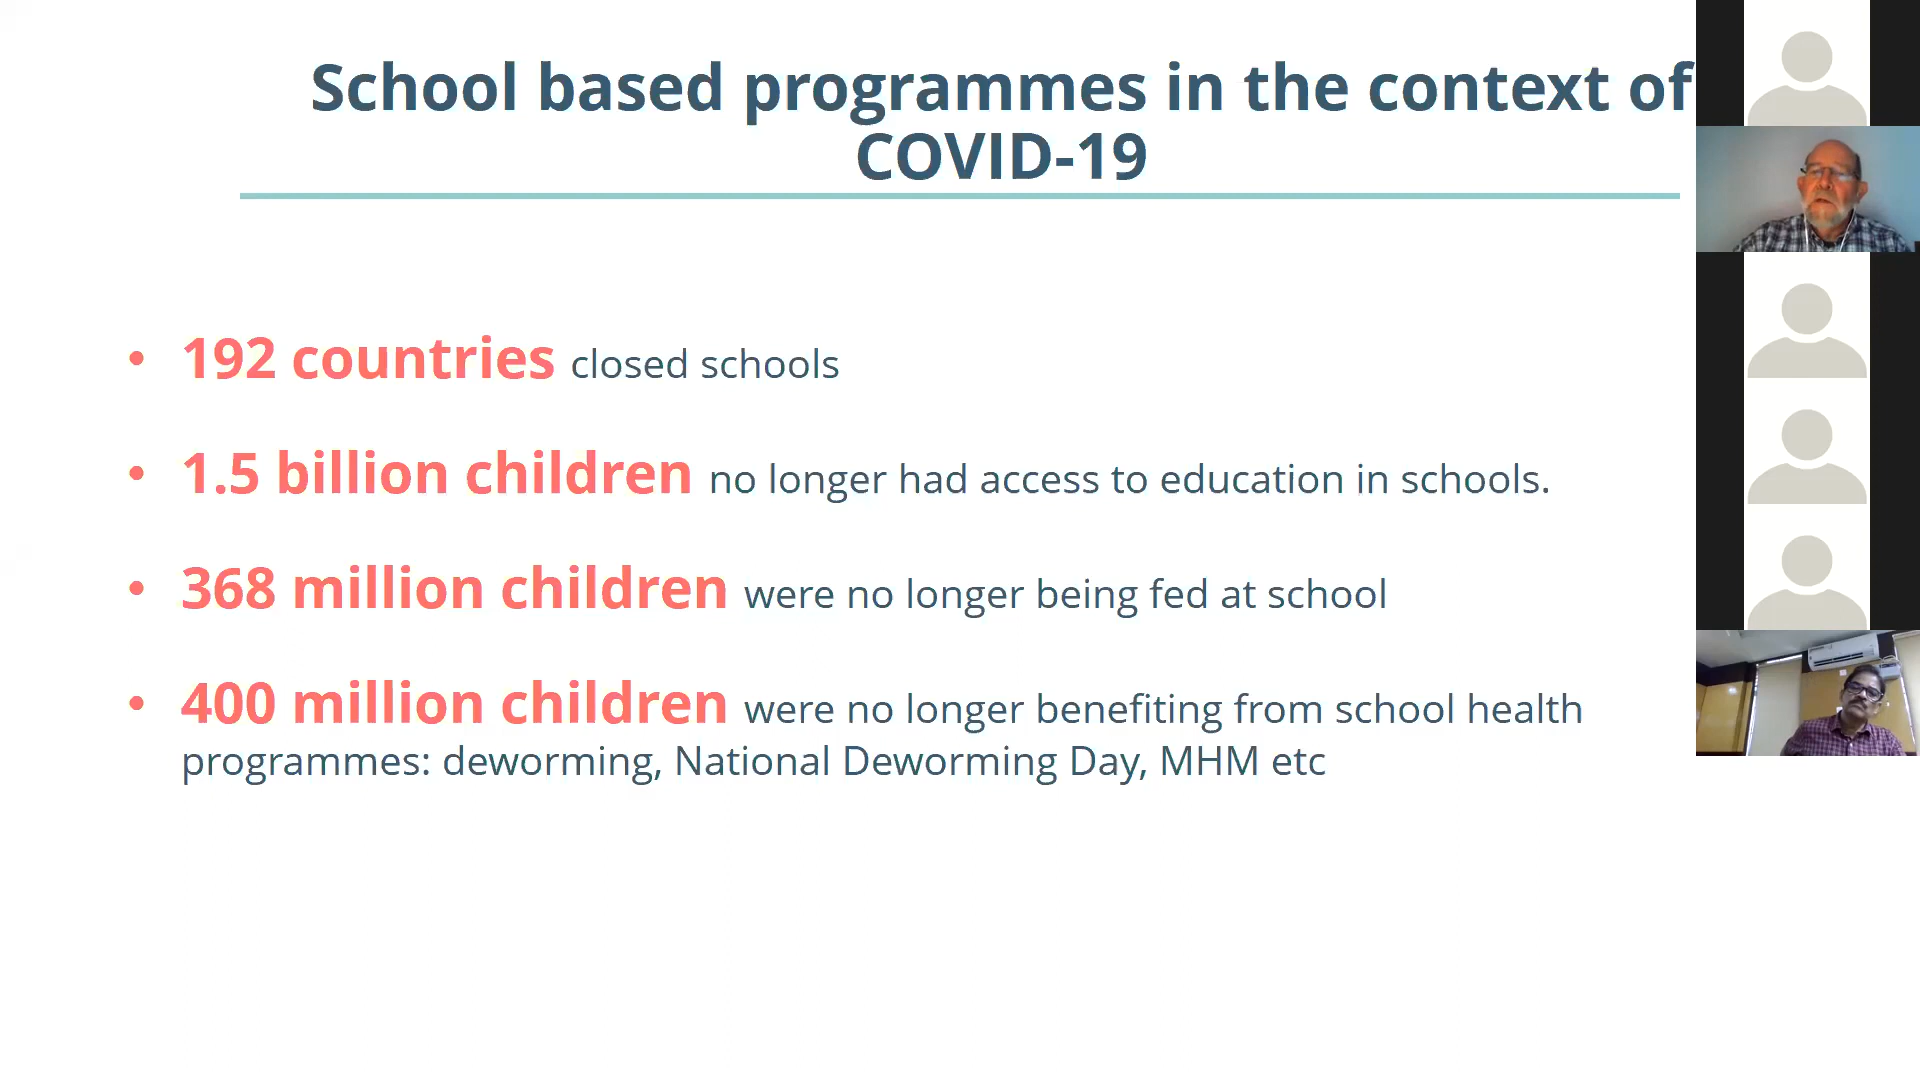 School based programmes in the context of
COVID-19
• 192 countries closed schools
• 1.5 billion children no longer had access to education in schools.
• 368 million children were no longer being fed at school
• 400 million children were no longer benefiting from school health
programmes: deworming, National Deworming Day, MHM etc